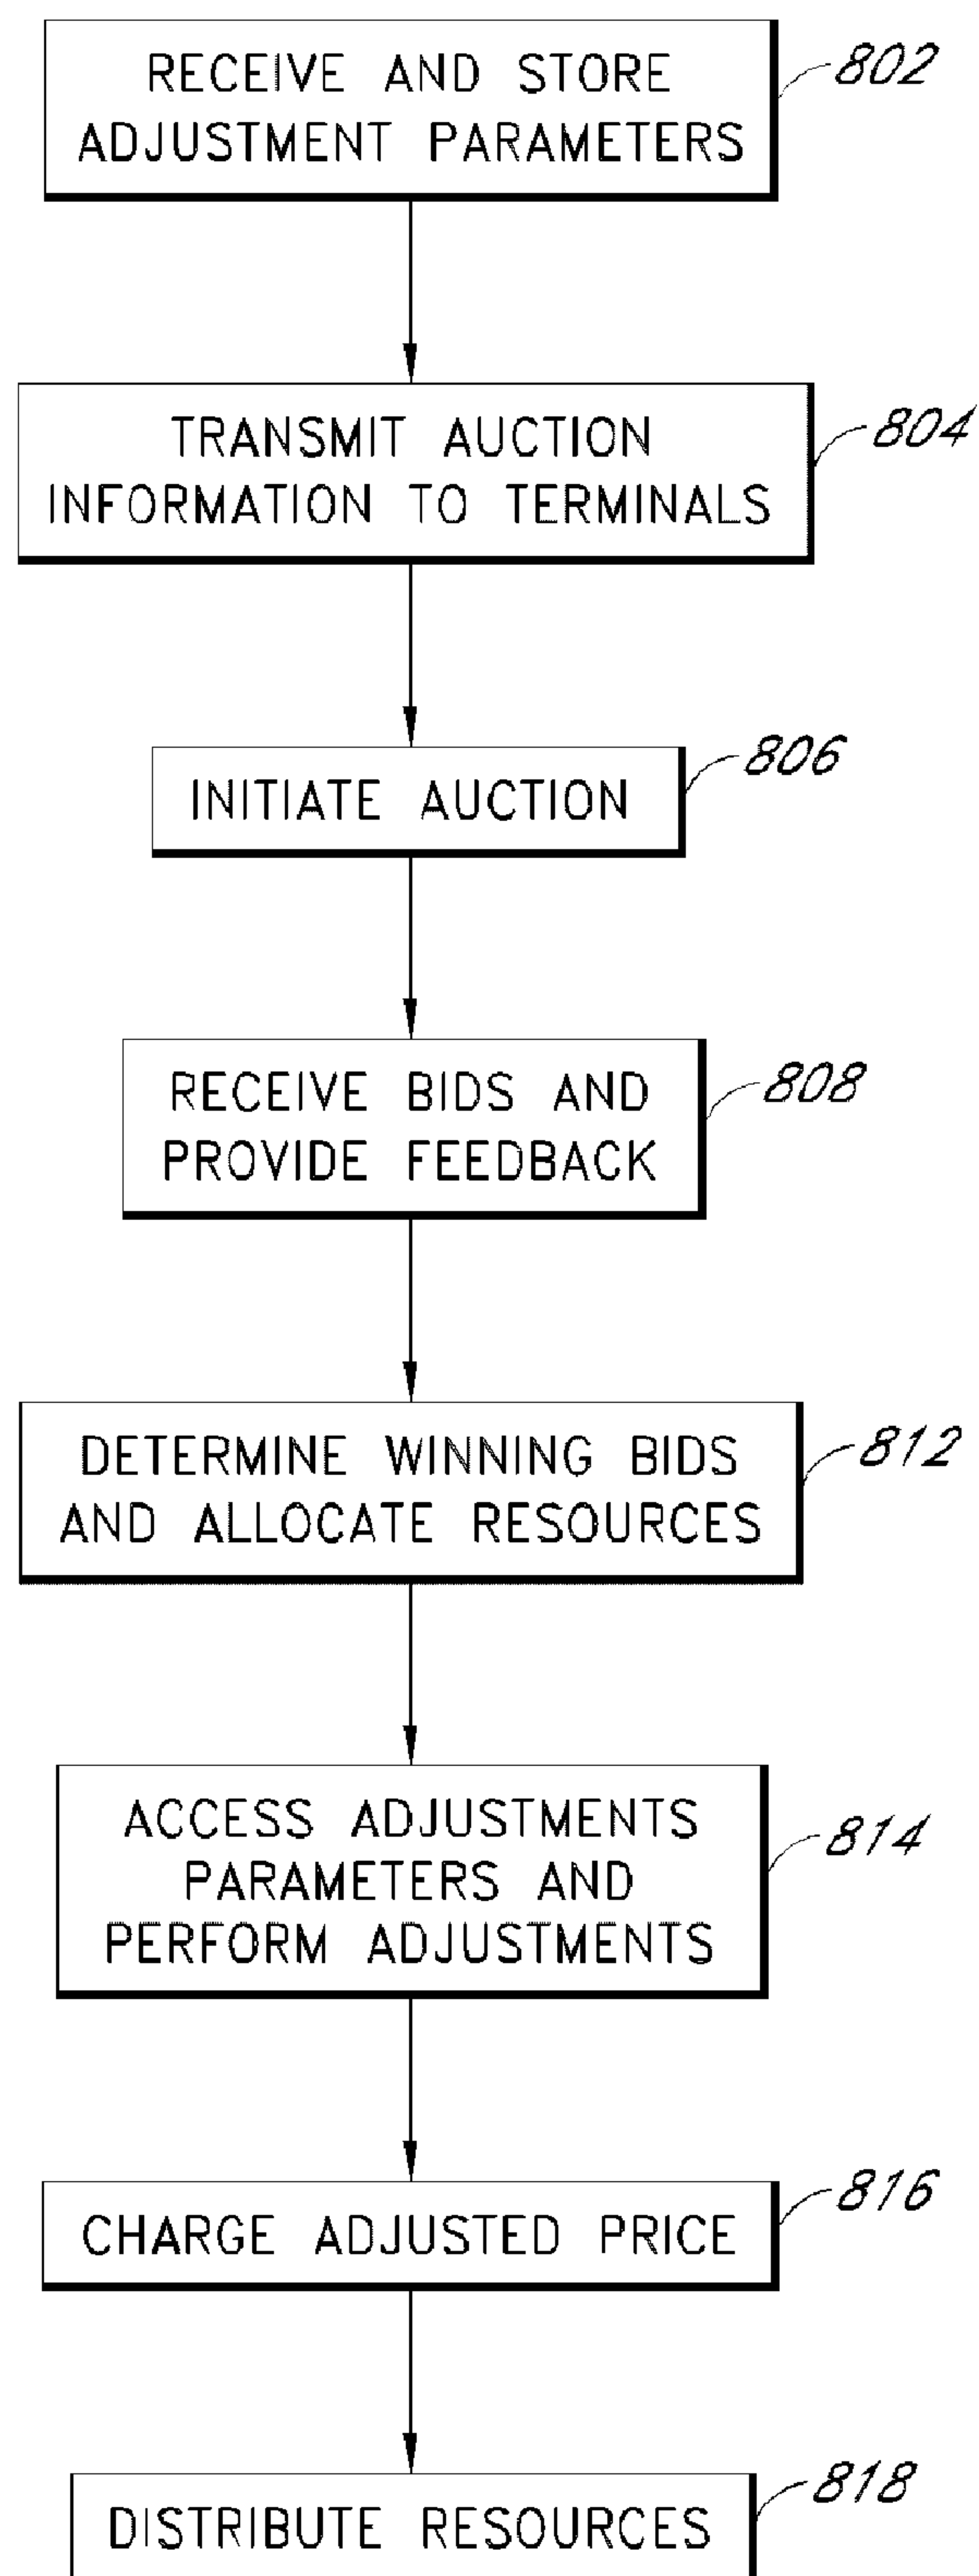 RECEIVE AND STORE
ADJUSTMENT PARAMETERS
802
TRANSMIT AUCTION
INFORMATION TO TERMINALS
804
INITIATE AUCTION
806
RECEIVE BIDS AND
PROVIDE FEEDBACK
808
DETERMINE WINNING BIDS
AND ALLOCATE RESOURCES
812
ACCESS ADJUSTMENTS
PARAMETERS AND
PERFORM ADJUSTMENTS
814
CHARGE ADJUSTED PRICE
816
DISTRIBUTE RESOURCES
818